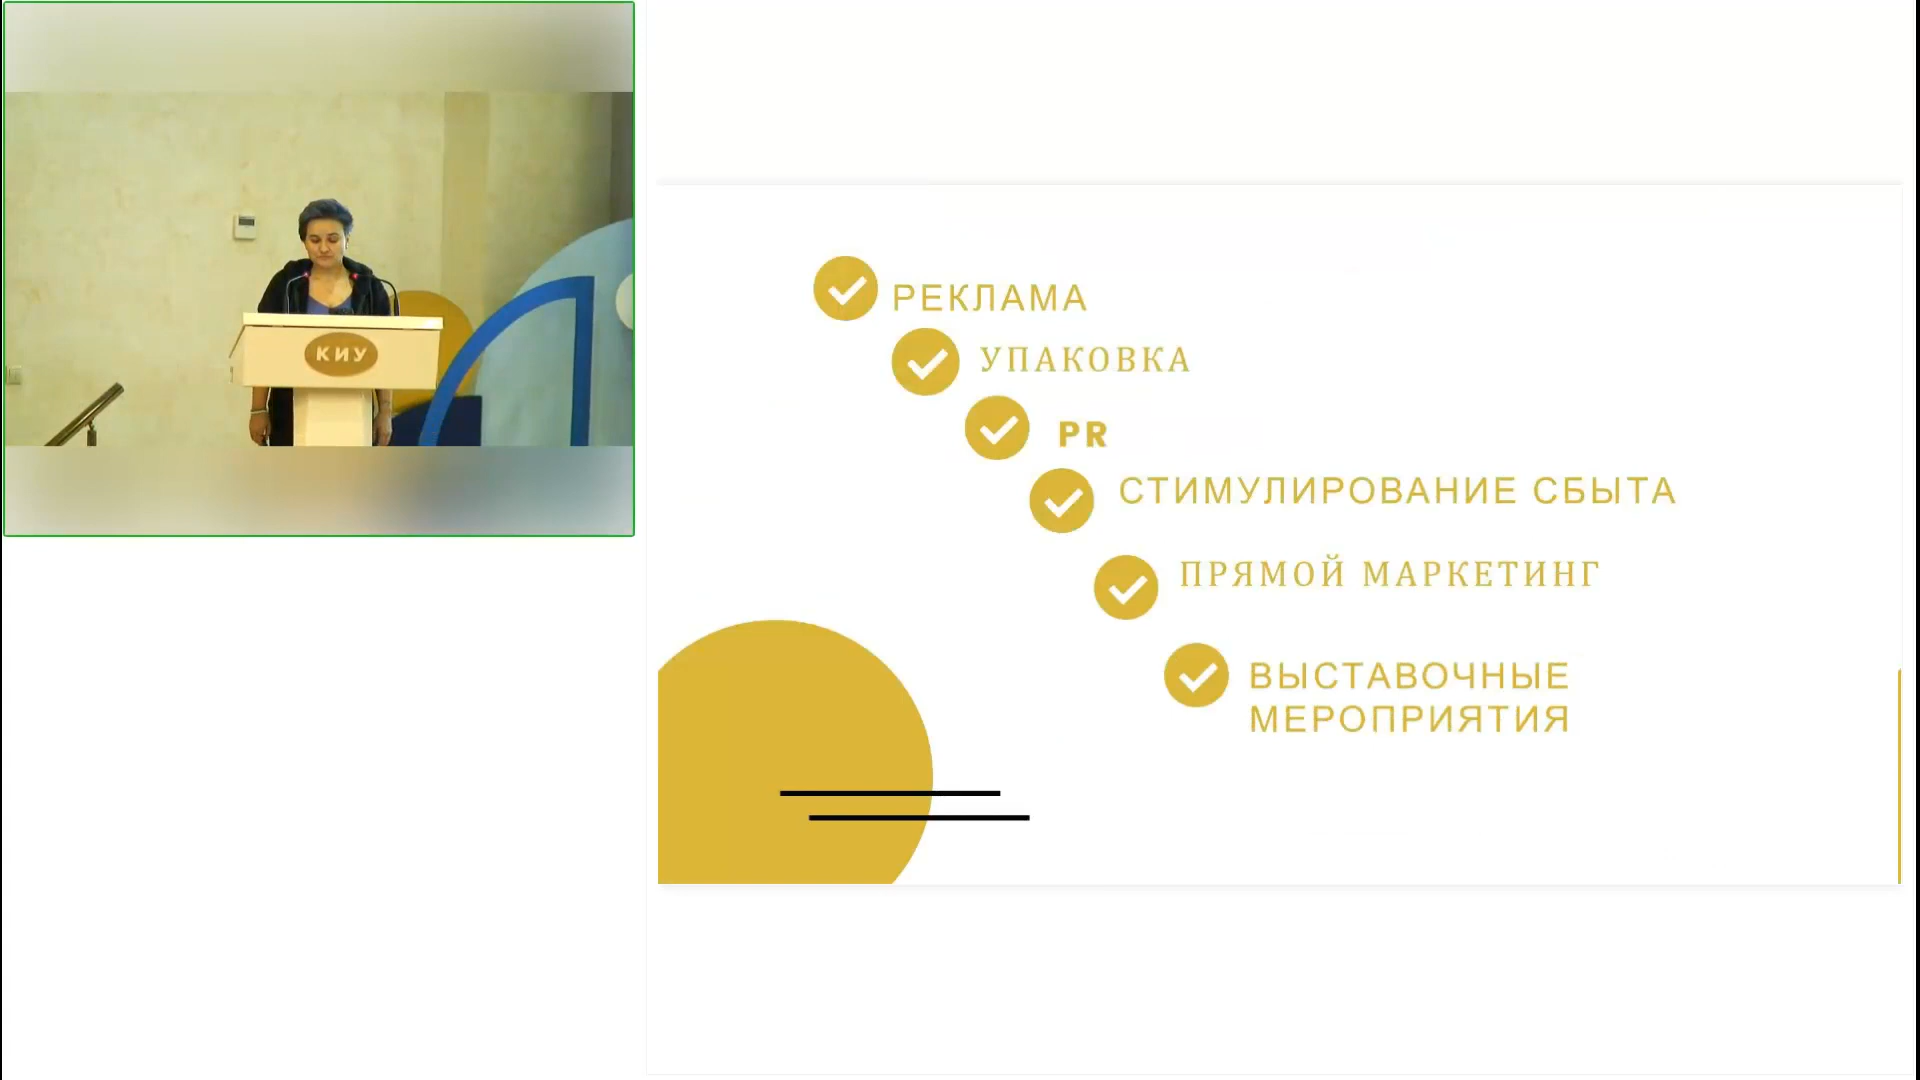 КИУ
РЕКЛАМА
УПАКОВКА
PR
СТИМУЛИРОВАНИЕ СБЫТА
ПРЯМОЙ МАРКЕТИНГ
ВЫСТАВОЧНЫЕ
МЕРОПРИЯТИЯ